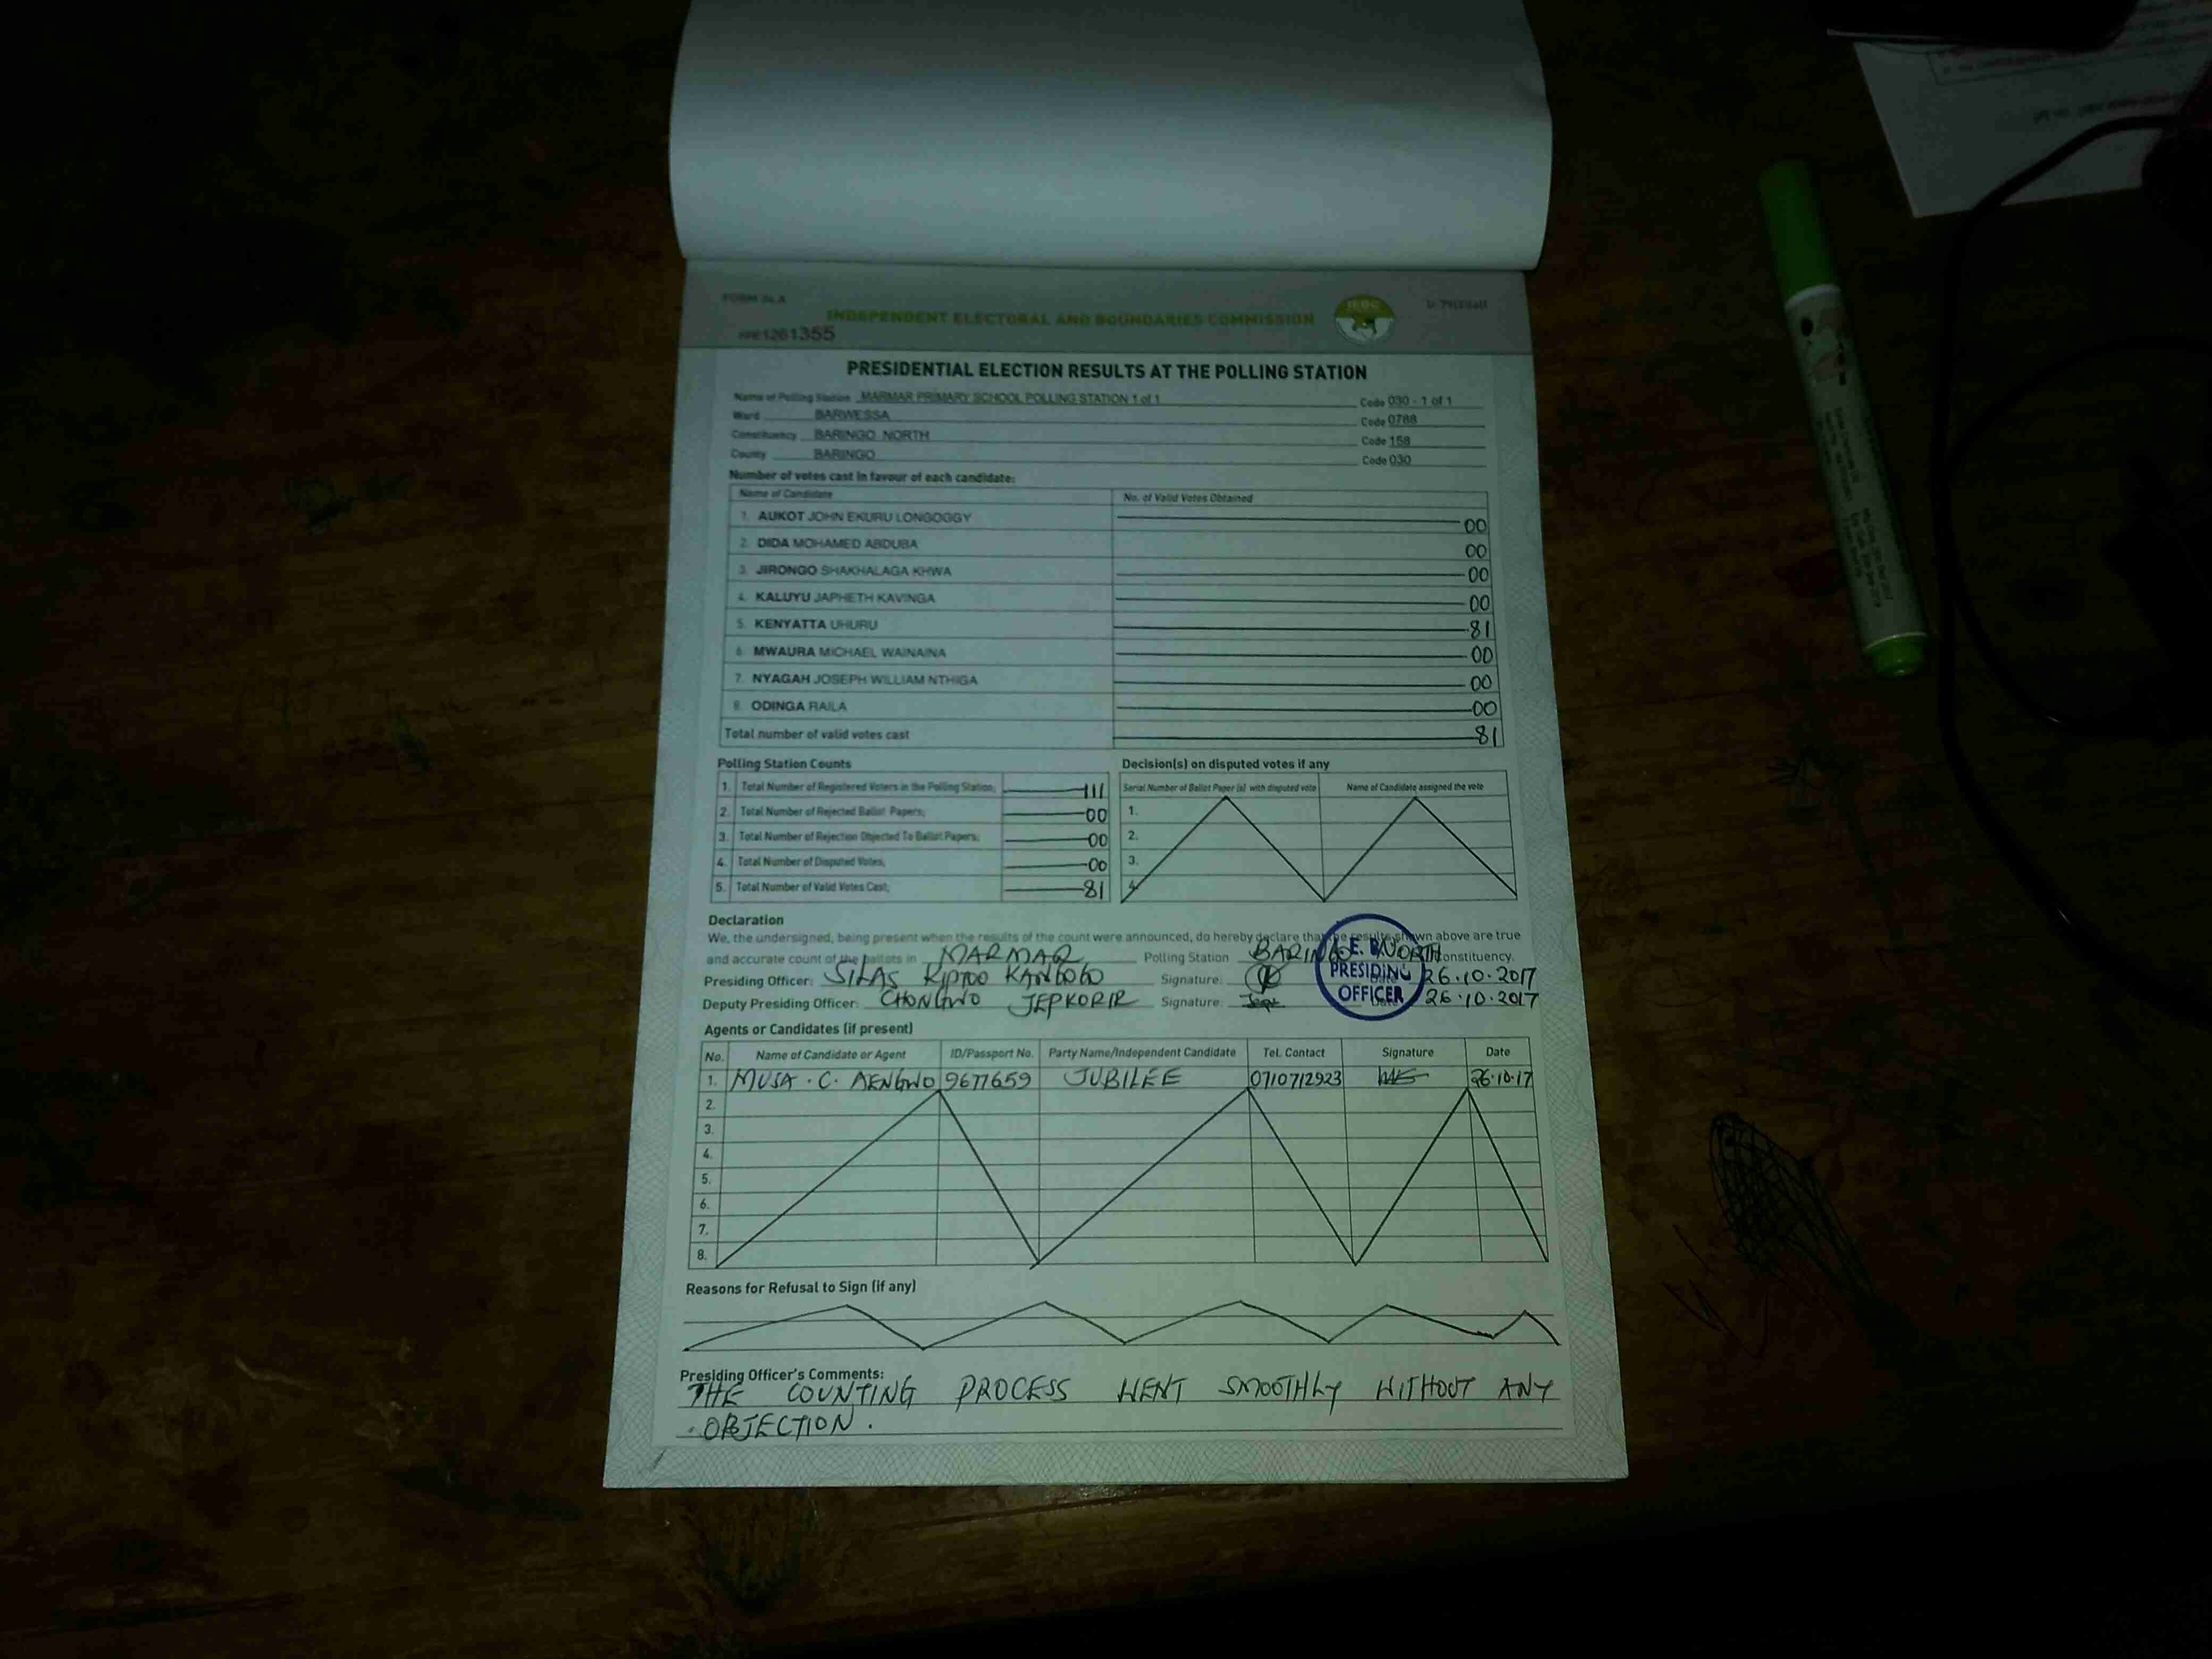 FORM 34 A
INDEPENDENT ELECTORAL AND BOUNDARIES COMMISSION
IEBC
1261355
PRESIDENTIAL ELECTION RESULTS AT THE POLLING STATION
Name of Polling Station MARMAR PRIMARY SCHOOL POLLING STATION 1 of 1 Code 030 - 1 of 1
Ward BARWESSA Code 0788
Constituency BARINGO NORTH Code 158
County BARINGO Code 030
Number of votes cast in favour of each candidate:
Name of Candidate No. of Valid Votes Obtained
1. AUKOT JOHN EKURU LONGOGGY 00
2. DIDA MOHAMED ABDUBA 00
3. JIRONGO SHAKHALAGA KHWA 00
4. KALUYU JAPHETH KAVINGA 00
5. KENYATTA UHURU 81
6. MWAURA MICHAEL WAINAINA 00
7. NYAGAH JOSEPH WILLIAM NTHIGA 00
8. ODINGA RAILA 00
Total number of valid votes cast 81
Polling Station Counts
1. Total Number of Registered Voters in the Polling Station; 111
2. Total Number of Rejected Ballot Papers; 00
3. Total Number of Rejection Objected To Ballot Papers; 00
4. Total Number of Disputed Votes; 00
5. Total Number of Valid Votes Cast; 81
Decision(s) on disputed votes if any
Serial Number of Ballot Paper (s) with disputed vote Name of Candidate assigned the vote
1.
2.
3.
4.
Declaration
We, the undersigned, being present when the results of the count were announced, do hereby declare that the results shown above are true
and accurate count of the ballots in MARMAR Polling Station BARINGO NORTH Constituency.
Presiding Officer: SILAS KIPTOO KANGOGO Signature: Date 26.10.2017
Deputy Presiding Officer: CHONGWO JEPKORIR Signature: Date 26.10.2017
PRESIDING
OFFICER
Agents or Candidates (if present)
No. Name of Candidate or Agent ID/Passport No. Party Name/Independent Candidate Tel. Contact Signature Date
1. MUSA . C. AENGWO 9677659 JUBILEE 0710712923 26.10.17
2.
3.
4.
5.
6.
7.
8.
Reasons for Refusal to Sign (if any)
Presiding Officer's Comments:
THE COUNTING PROCESS WENT SMOOTHLY WITHOUT ANY
OBJECTION.